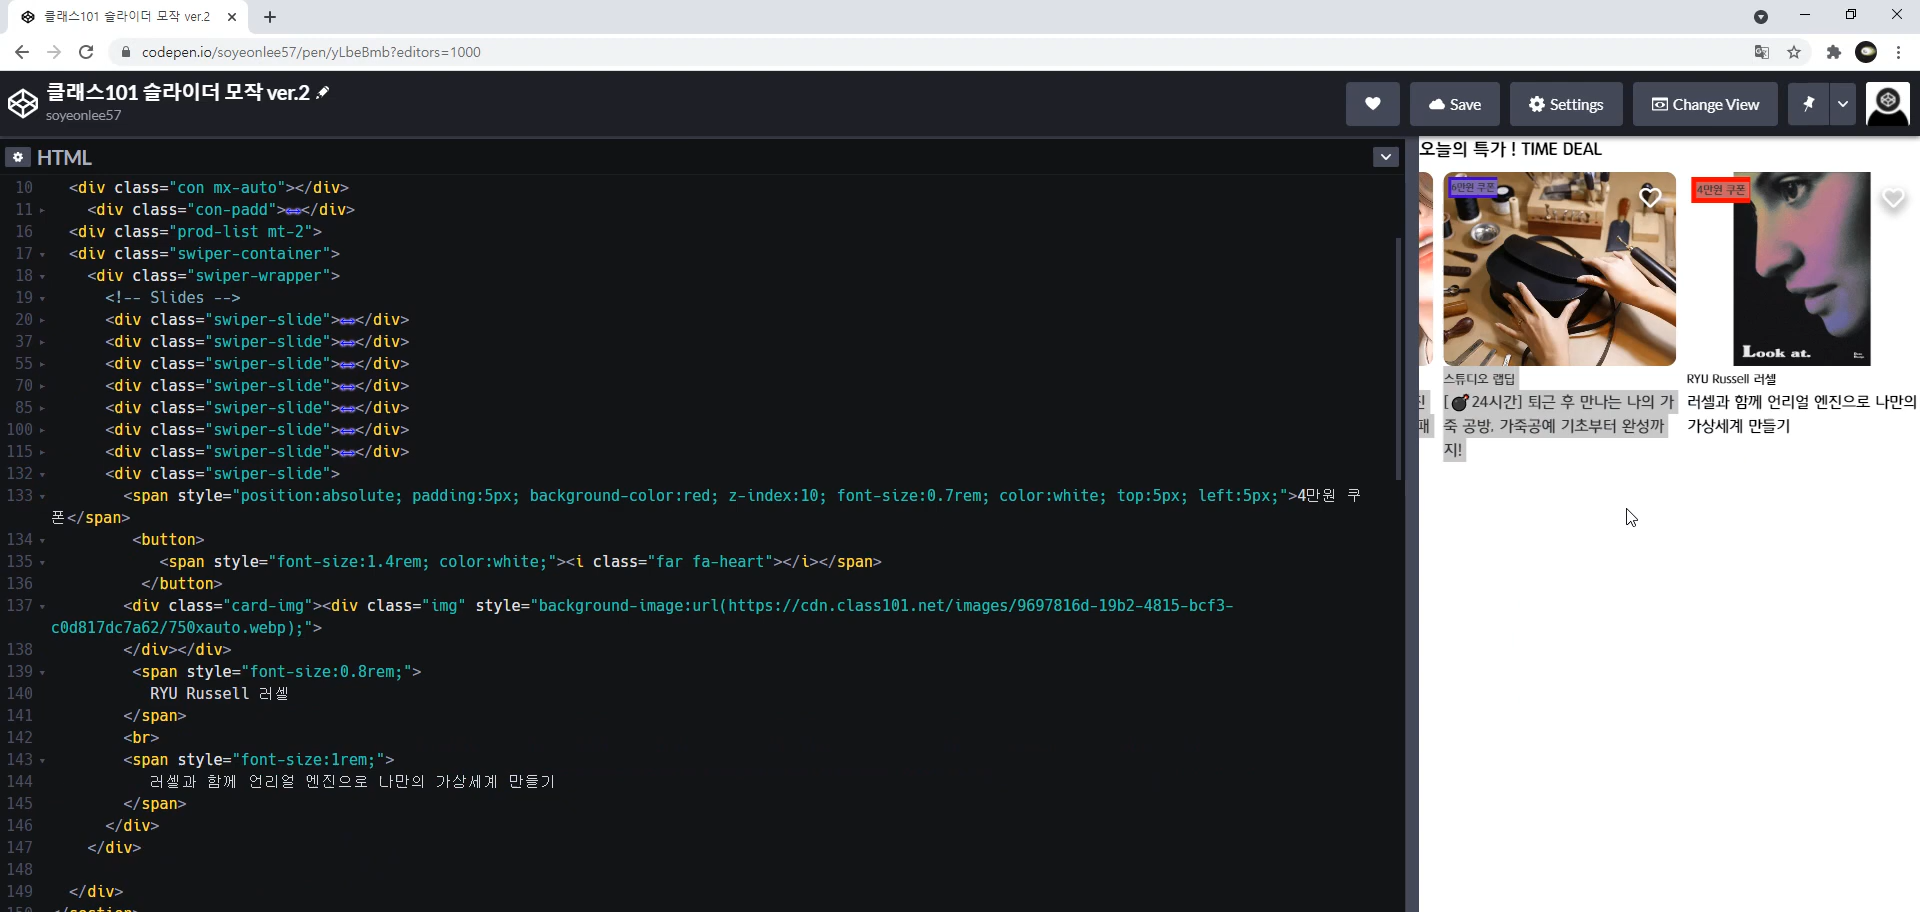 클래스101 슬라이더 모작 ver.2
codepen.io/soyeonlee57/pen/yLbeBmb?editors=1000
클래스101 슬라이더 모작 ver.2
soyeonlee57
Save
Settings
Change View
HTML
10 <div class="con mx-auto"></div>
11 <div class="con-padd"></div>
16 <div class="prod-list mt-2">
17 <div class="swiper-container">
18 <div class="swiper-wrapper">
19 <!-- Slides -->
20 <div class="swiper-slide"></div>
37 <div class="swiper-slide"></div>
55 <div class="swiper-slide"></div>
70 <div class="swiper-slide"></div>
85 <div class="swiper-slide"></div>
100 <div class="swiper-slide"></div>
115 <div class="swiper-slide"></div>
132 <div class="swiper-slide">
133 <span style="position:absolute; padding:5px; background-color:red; z-index:10; font-size:0.7rem; color:white; top:5px; left:5px;">4만원 쿠
폰</span>
134 <button>
135 <span style="font-size:1.4rem; color:white;"><i class="far fa-heart"></i></span>
136 </button>
137 <div class="card-img"><div class="img" style="background-image:url(https://cdn.class101.net/images/9697816d-19b2-4815-bcf3-
c0d817dc7a62/750xauto.webp);">
138 </div></div>
139 <span style="font-size:0.8rem;">
140 RYU Russell 러셀
141 </span>
142 <br>
143 <span style="font-size:1rem;">
144 러셀과 함께 언리얼 엔진으로 나만의 가상세계 만들기
145 </span>
146 </div>
147 </div>
148
149 </div>
150 </section>
오늘의 특가 ! TIME DEAL
6만원 쿠폰
스튜디오 랩딥
진
패
[💣24시간] 퇴근 후 만나는 나의 가
죽 공방, 가죽공예 기초부터 완성까
지!
4만원 쿠폰
Look at.
RYU Russell 러셀
러셀과 함께 언리얼 엔진으로 나만의
가상세계 만들기